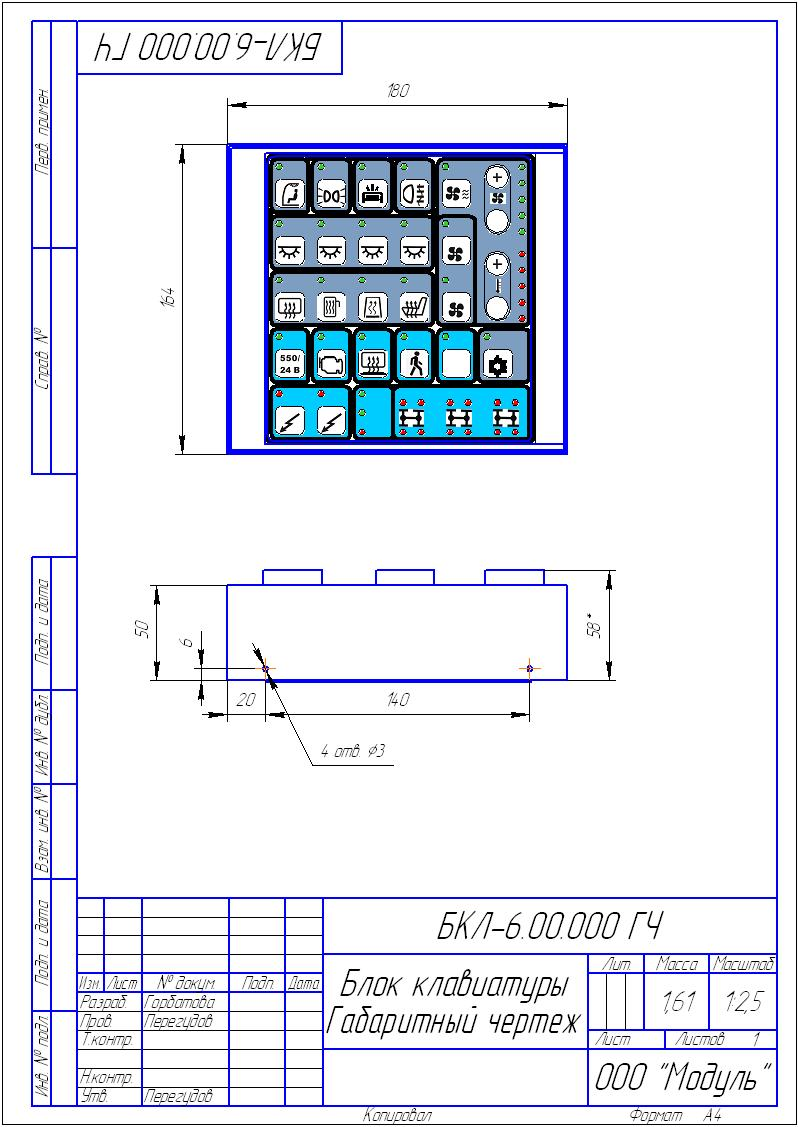 БКЛ-6.00.000 ГЧ
Перв. примен.
Справ. №
Подп. и дата
Инв. № дубл.
Взам. инв. №
Подп. и дата
Инв. № подл.
180
164
550/
24 В
50
6
58*
20
140
4 отв. ⌀3
БКЛ-6.00.000 ГЧ
Изм. Лист № докум. Подп. Дата
Разраб Горбатова
Пров. Перегудов
Т.контр.
Н.контр.
Утв. Перегудов
Блок клавиатуры
Габаритный чертеж
Лит. Масса Масштаб
1,61 1:2,5
Лист Листов 1
ООО "Модуль"
Копировал Формат А4